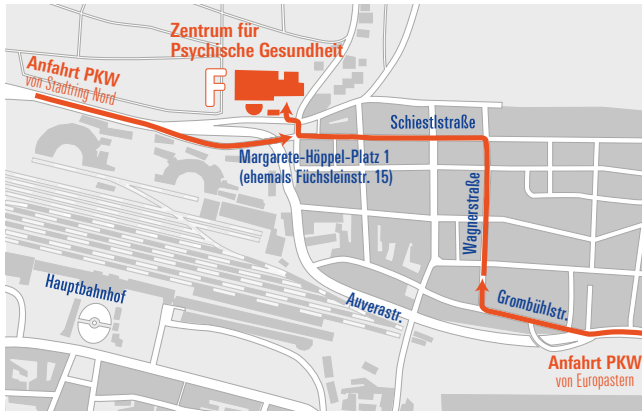 Zentrum für
Psychische Gesundheit
Anfahrt PKW
von Stadtring Nord
F
Schiestlstraße
Margarete-Höppel-Platz 1
(ehemals Füchsleinstr. 15)
Wagnerstraße
Hauptbahnhof
Auverastr.
Grombühlstr.
Anfahrt PKW
von Europastern